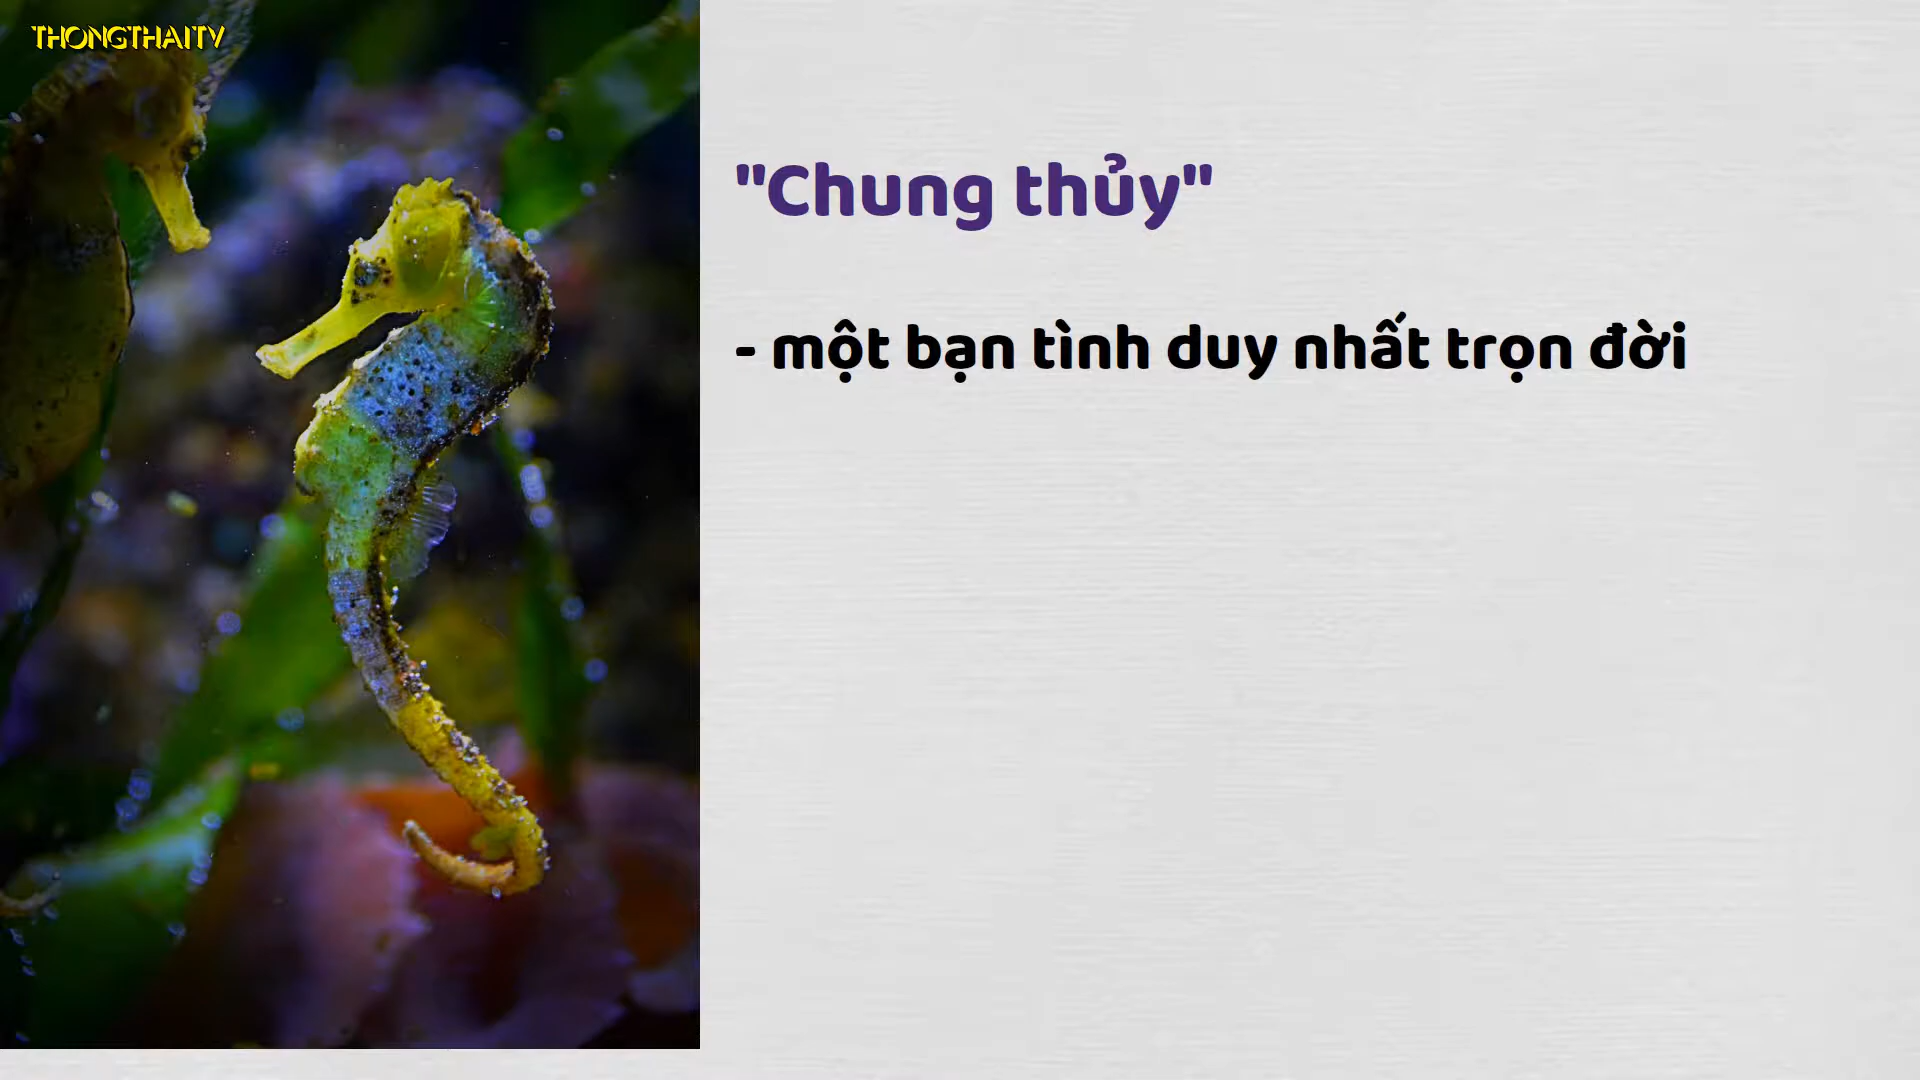 THONGTHAITV
"Chung thủy"
- một bạn tình duy nhất trọn đời